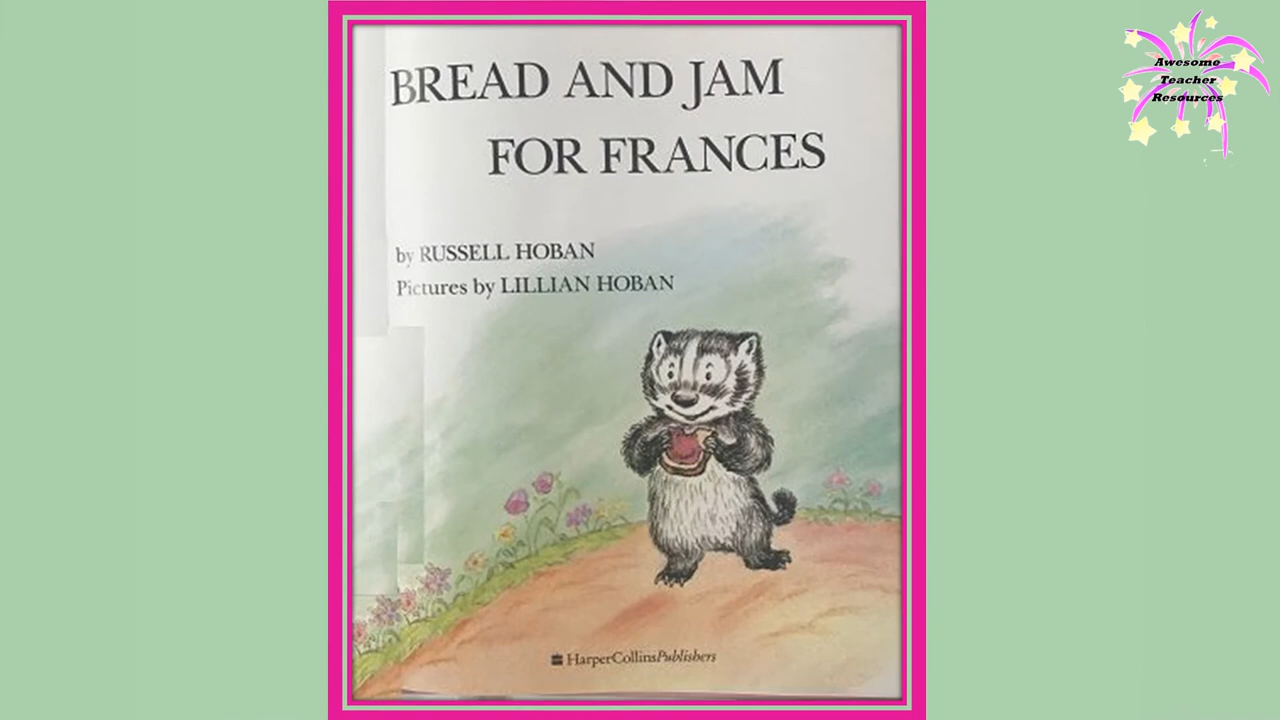 BREAD AND JAM
FOR FRANCES
by RUSSELL HOBAN
Pictures by LILLIAN HOBAN
HarperCollinsPublishers
Awesome
Teacher
Resources